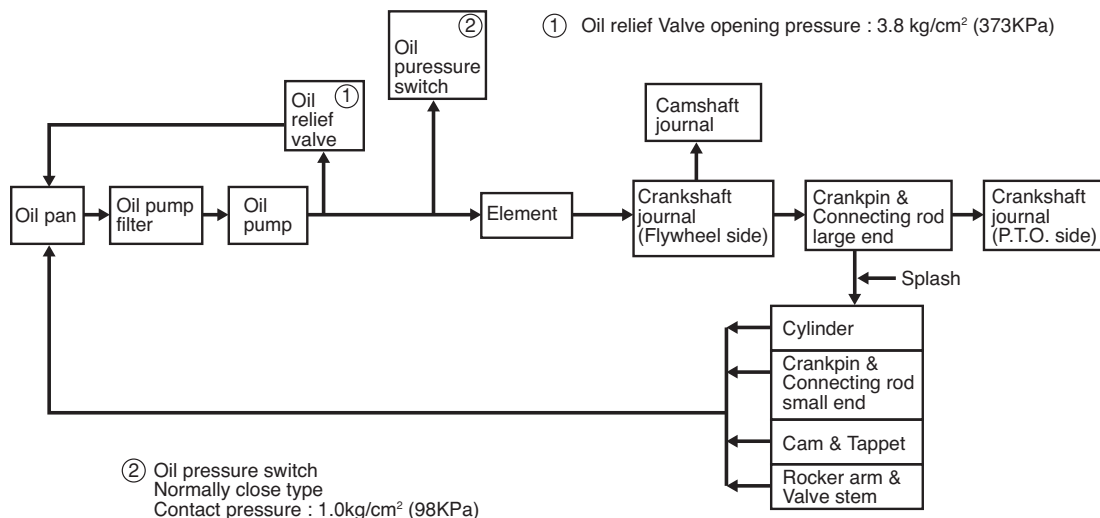 ① Oil relief Valve opening pressure : 3.8 kg/cm² (373KPa)
②
Oil
puressure
switch
①
Oil
relief
valve
Camshaft
journal
Oil pan
Oil pump
filter
Oil
pump
Element
Crankshaft
journal
(Flywheel side)
Crankpin &
Connecting rod
large end
Crankshaft
journal
(P.T.O. side)
Splash
Cylinder
Crankpin &
Connecting rod
small end
Cam & Tappet
Rocker arm &
Valve stem
② Oil pressure switch
Normally close type
Contact pressure : 1.0kg/cm² (98KPa)